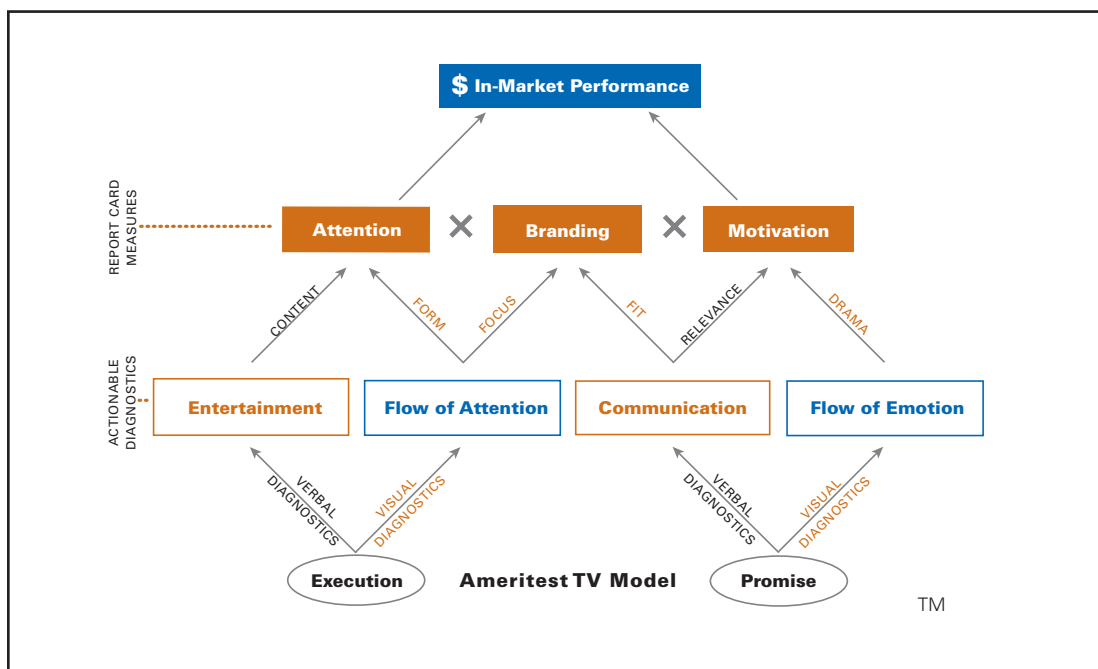 $ In-Market Performance
REPORT CARD
MEASURES
Attention × Branding × Motivation
CONTENT
FORM
FOCUS
FIT
RELEVANCE
DRAMA
ACTIONABLE
DIAGNOSTICS
Entertainment
Flow of Attention
Communication
Flow of Emotion
VERBAL
DIAGNOSTICS
VISUAL
DIAGNOSTICS
VERBAL
DIAGNOSTICS
VISUAL
DIAGNOSTICS
Execution
Ameritest TV Model
Promise
TM